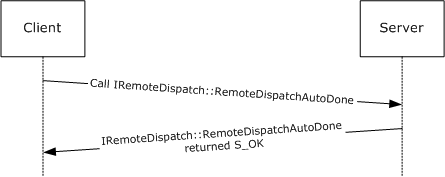 Client
Server
Call IRemoteDispatch::RemoteDispatchAutoDone
IRemoteDispatch::RemoteDispatchAutoDone
returned S_OK